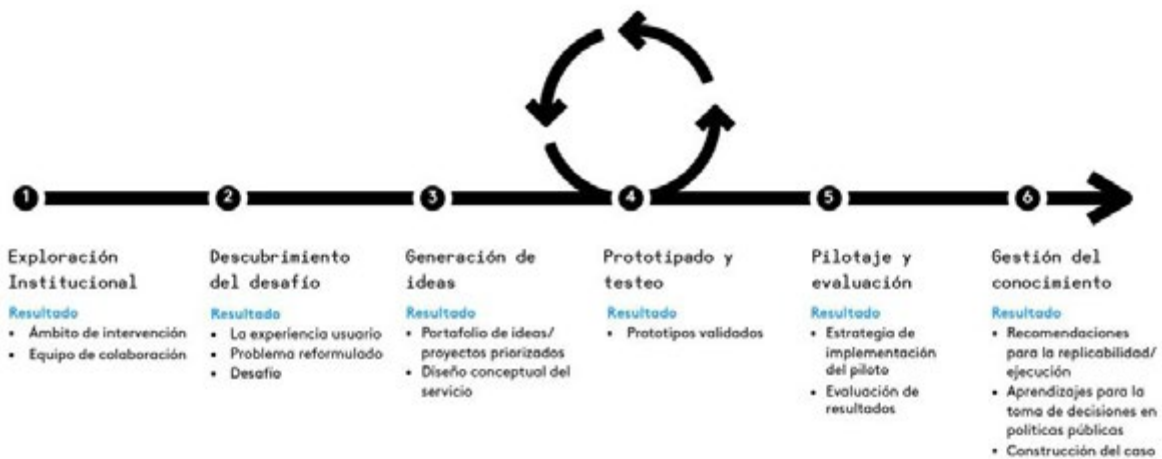 1
2
3
4
5
6
Exploración
Institucional
Resultado
• Ámbito de intervención
• Equipo de colaboración
Descubrimiento
del desafío
Resultado
• La experiencia usuario
• Problema reformulado
• Desafío
Generación de
ideas
Resultado
• Portafolio de ideas/
proyectos priorizados
• Diseño conceptual del
servicio
Prototipado y
testeo
Resultado
• Prototipos validados
Pilotaje y
evaluación
Resultado
• Estrategia de
implementación
del piloto
• Evaluación de
resultados
Gestión del
conocimiento
Resultado
• Recomendaciones
para la replicabilidad/
ejecución
• Aprendizajes para la
toma de decisiones en
políticas públicas
• Construcción del caso